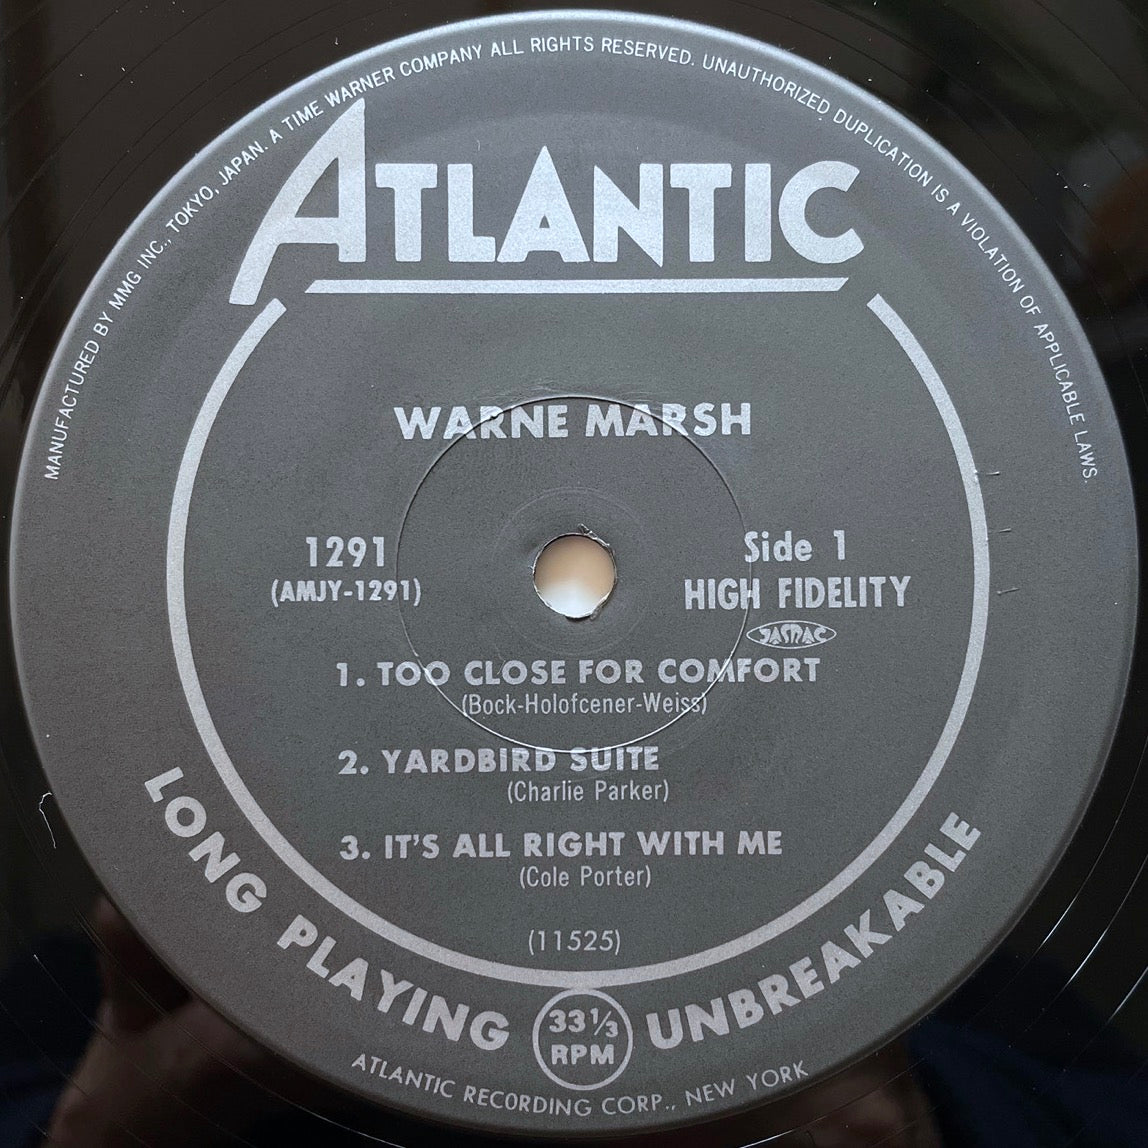 MANUFACTURED BY MMG INC., TOKYO, JAPAN. A TIME WARNER COMPANY ALL RIGHTS RESERVED. UNAUTHORIZED DUPLICATION IS A VIOLATION OF APPLICABLE LAWS.
ATLANTIC
WARNE MARSH
1291
(AMJY-1291)
Side 1
HIGH FIDELITY
JASRAC
1. TOO CLOSE FOR COMFORT
(Bock-Holofcener-Weiss)
2. YARDBIRD SUITE
(Charlie Parker)
3. IT'S ALL RIGHT WITH ME
(Cole Porter)
(11525)
LONG PLAYING
33 1/3
RPM
UNBREAKABLE
ATLANTIC RECORDING CORP., NEW YORK